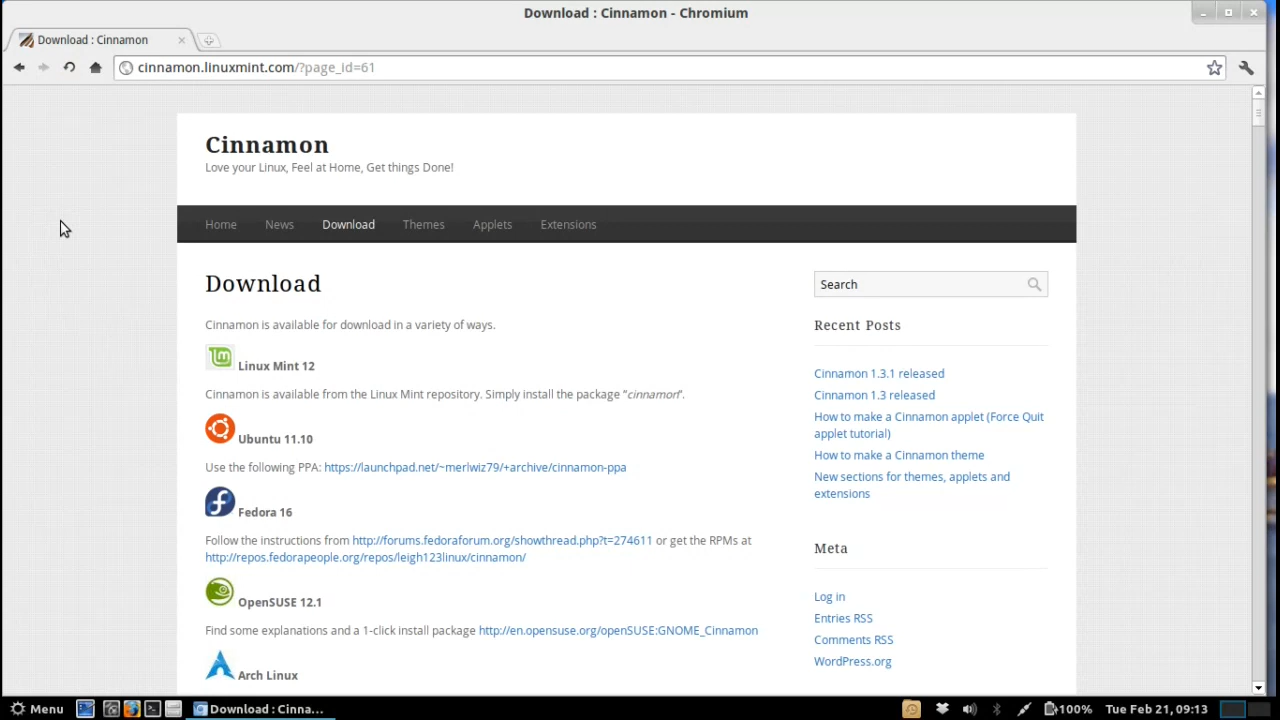 Download : Cinnamon - Chromium
Download : Cinnamon
cinnamon.linuxmint.com/?page_id=61
Cinnamon
Love your Linux, Feel at Home, Get things Done!
Home News Download Themes Applets Extensions
Download
Cinnamon is available for download in a variety of ways.
lm Linux Mint 12
Cinnamon is available from the Linux Mint repository. Simply install the package "cinnamon".
Ubuntu 11.10
Use the following PPA: https://launchpad.net/~merlwiz79/+archive/cinnamon-ppa
Fedora 16
Follow the instructions from http://forums.fedoraforum.org/showthread.php?t=274611 or get the RPMs at
http://repos.fedorapeople.org/repos/leigh123linux/cinnamon/
OpenSUSE 12.1
Find some explanations and a 1-click install package http://en.opensuse.org/openSUSE:GNOME_Cinnamon
Arch Linux
Search
Recent Posts
Cinnamon 1.3.1 released
Cinnamon 1.3 released
How to make a Cinnamon applet (Force Quit
applet tutorial)
How to make a Cinnamon theme
New sections for themes, applets and
extensions
Meta
Log in
Entries RSS
Comments RSS
WordPress.org
Menu Download : Cinna... 100% Tue Feb 21, 09:13